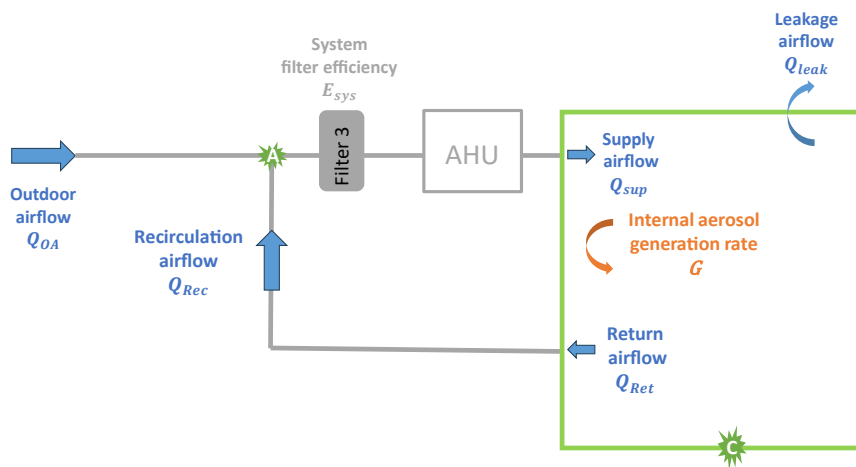 Leakage
airflow
Q_leak
System
filter efficiency
E_sys
Filter 3
AHU
A
Supply
airflow
Q_sup
Outdoor
airflow
Q_OA
Recirculation
airflow
Q_Rec
Internal aerosol
generation rate
G
Return
airflow
Q_Ret
C